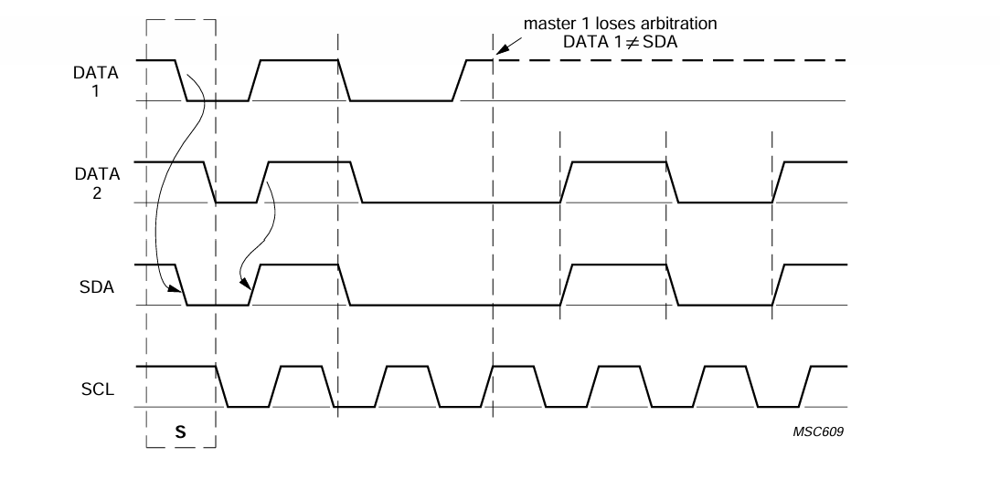 master 1 loses arbitration
DATA 1 ≠ SDA
DATA
1
DATA
2
SDA
SCL
S
MSC609